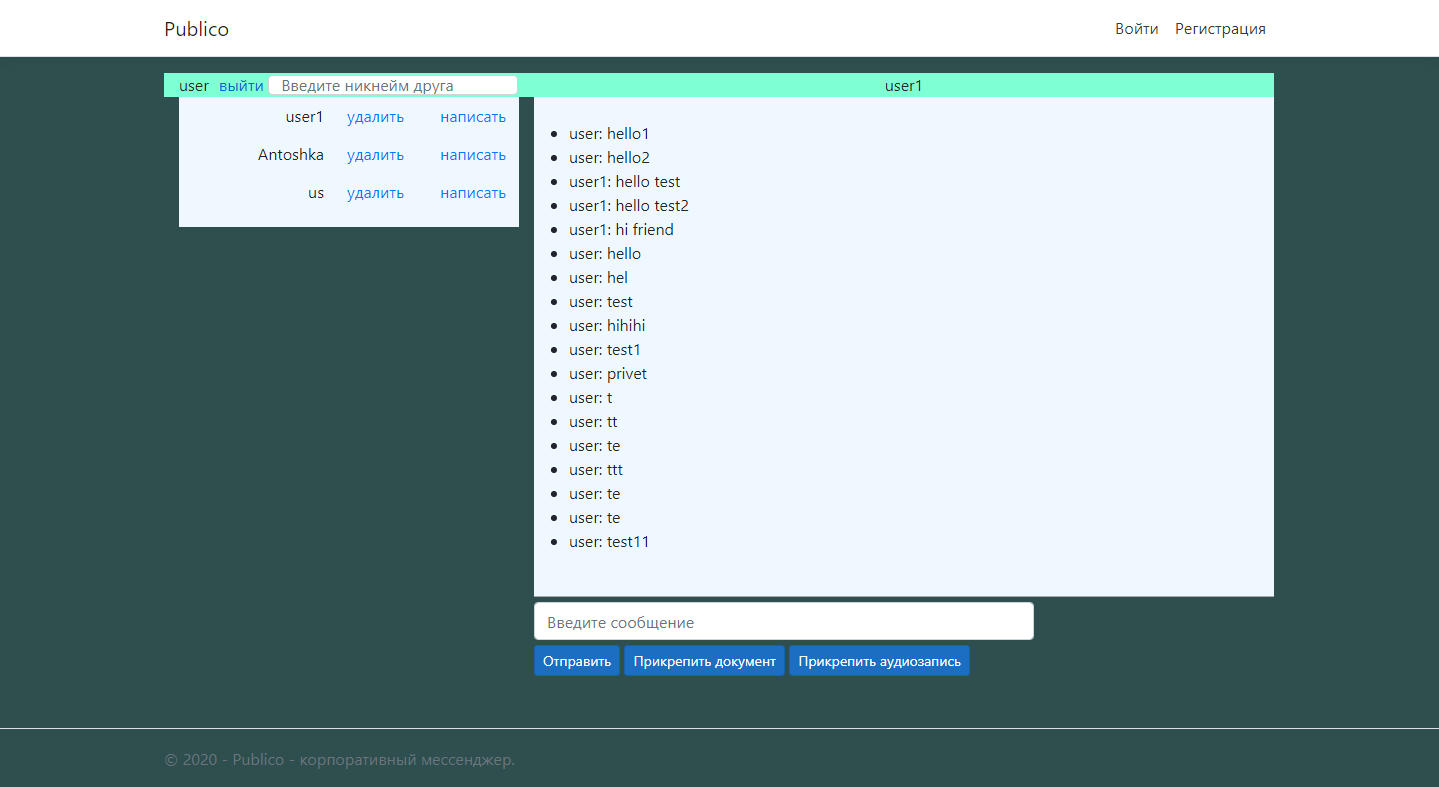 Publico Войти Регистрация
user выйти Введите никнейм друга user1
user1 удалить написать
Antoshka удалить написать
us удалить написать
user: hello1
user: hello2
user1: hello test
user1: hello test2
user1: hi friend
user: hello
user: hel
user: test
user: hihihi
user: test1
user: privet
user: t
user: tt
user: te
user: ttt
user: te
user: te
user: test11
Введите сообщение
Отправить Прикрепить документ Прикрепить аудиозапись
© 2020 - Publico - корпоративный мессенджер.